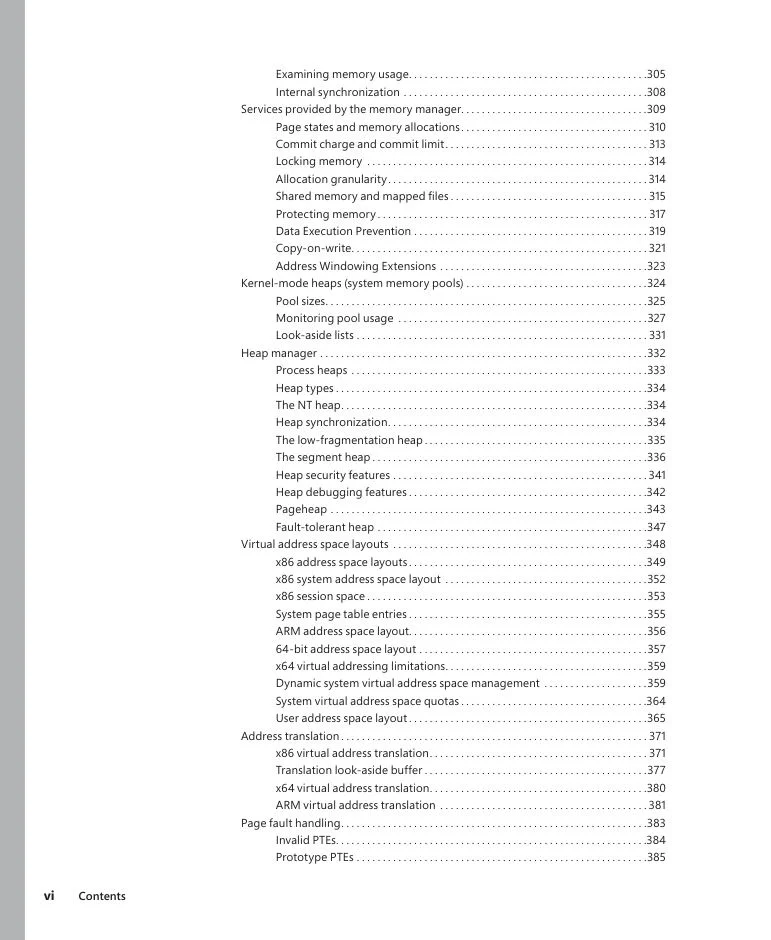 Examining memory usage. . . . . . . . . . . . . . . . . . . . . . . . . . . . . . . . . . . . . . . . . . . . . .305
Internal synchronization . . . . . . . . . . . . . . . . . . . . . . . . . . . . . . . . . . . . . . . . . . . . . . .308
Services provided by the memory manager. . . . . . . . . . . . . . . . . . . . . . . . . . . . . . . . . . . .309
Page states and memory allocations. . . . . . . . . . . . . . . . . . . . . . . . . . . . . . . . . . . . 310
Commit charge and commit limit. . . . . . . . . . . . . . . . . . . . . . . . . . . . . . . . . . . . . . . 313
Locking memory . . . . . . . . . . . . . . . . . . . . . . . . . . . . . . . . . . . . . . . . . . . . . . . . . . . . . . 314
Allocation granularity. . . . . . . . . . . . . . . . . . . . . . . . . . . . . . . . . . . . . . . . . . . . . . . . . . 314
Shared memory and mapped files. . . . . . . . . . . . . . . . . . . . . . . . . . . . . . . . . . . . . . 315
Protecting memory. . . . . . . . . . . . . . . . . . . . . . . . . . . . . . . . . . . . . . . . . . . . . . . . . . . . 317
Data Execution Prevention . . . . . . . . . . . . . . . . . . . . . . . . . . . . . . . . . . . . . . . . . . . . . 319
Copy-on-write. . . . . . . . . . . . . . . . . . . . . . . . . . . . . . . . . . . . . . . . . . . . . . . . . . . . . . . . .321
Address Windowing Extensions . . . . . . . . . . . . . . . . . . . . . . . . . . . . . . . . . . . . . . . .323
Kernel-mode heaps (system memory pools) . . . . . . . . . . . . . . . . . . . . . . . . . . . . . . . . . . .324
Pool sizes. . . . . . . . . . . . . . . . . . . . . . . . . . . . . . . . . . . . . . . . . . . . . . . . . . . . . . . . . . . . . .325
Monitoring pool usage . . . . . . . . . . . . . . . . . . . . . . . . . . . . . . . . . . . . . . . . . . . . . . . .327
Look-aside lists . . . . . . . . . . . . . . . . . . . . . . . . . . . . . . . . . . . . . . . . . . . . . . . . . . . . . . . . 331
Heap manager . . . . . . . . . . . . . . . . . . . . . . . . . . . . . . . . . . . . . . . . . . . . . . . . . . . . . . . . . . . . . . .332
Process heaps . . . . . . . . . . . . . . . . . . . . . . . . . . . . . . . . . . . . . . . . . . . . . . . . . . . . . . . . .333
Heap types . . . . . . . . . . . . . . . . . . . . . . . . . . . . . . . . . . . . . . . . . . . . . . . . . . . . . . . . . . . .334
The NT heap. . . . . . . . . . . . . . . . . . . . . . . . . . . . . . . . . . . . . . . . . . . . . . . . . . . . . . . . . . .334
Heap synchronization. . . . . . . . . . . . . . . . . . . . . . . . . . . . . . . . . . . . . . . . . . . . . . . . . .334
The low-fragmentation heap. . . . . . . . . . . . . . . . . . . . . . . . . . . . . . . . . . . . . . . . . . .335
The segment heap. . . . . . . . . . . . . . . . . . . . . . . . . . . . . . . . . . . . . . . . . . . . . . . . . . . . .336
Heap security features . . . . . . . . . . . . . . . . . . . . . . . . . . . . . . . . . . . . . . . . . . . . . . . . . 341
Heap debugging features. . . . . . . . . . . . . . . . . . . . . . . . . . . . . . . . . . . . . . . . . . . . . .342
Pageheap . . . . . . . . . . . . . . . . . . . . . . . . . . . . . . . . . . . . . . . . . . . . . . . . . . . . . . . . . . . . .343
Fault-tolerant heap . . . . . . . . . . . . . . . . . . . . . . . . . . . . . . . . . . . . . . . . . . . . . . . . . . . .347
Virtual address space layouts . . . . . . . . . . . . . . . . . . . . . . . . . . . . . . . . . . . . . . . . . . . . . . . . .348
x86 address space layouts. . . . . . . . . . . . . . . . . . . . . . . . . . . . . . . . . . . . . . . . . . . . . .349
x86 system address space layout . . . . . . . . . . . . . . . . . . . . . . . . . . . . . . . . . . . . . . .352
x86 session space. . . . . . . . . . . . . . . . . . . . . . . . . . . . . . . . . . . . . . . . . . . . . . . . . . . . . .353
System page table entries. . . . . . . . . . . . . . . . . . . . . . . . . . . . . . . . . . . . . . . . . . . . . .355
ARM address space layout. . . . . . . . . . . . . . . . . . . . . . . . . . . . . . . . . . . . . . . . . . . . . .356
64-bit address space layout . . . . . . . . . . . . . . . . . . . . . . . . . . . . . . . . . . . . . . . . . . . .357
x64 virtual addressing limitations. . . . . . . . . . . . . . . . . . . . . . . . . . . . . . . . . . . . . . .359
Dynamic system virtual address space management . . . . . . . . . . . . . . . . . . . .359
System virtual address space quotas. . . . . . . . . . . . . . . . . . . . . . . . . . . . . . . . . . . .364
User address space layout. . . . . . . . . . . . . . . . . . . . . . . . . . . . . . . . . . . . . . . . . . . . . .365
Address translation. . . . . . . . . . . . . . . . . . . . . . . . . . . . . . . . . . . . . . . . . . . . . . . . . . . . . . . . . . . 371
x86 virtual address translation. . . . . . . . . . . . . . . . . . . . . . . . . . . . . . . . . . . . . . . . . . 371
Translation look-aside buffer. . . . . . . . . . . . . . . . . . . . . . . . . . . . . . . . . . . . . . . . . . .377
x64 virtual address translation. . . . . . . . . . . . . . . . . . . . . . . . . . . . . . . . . . . . . . . . . .380
ARM virtual address translation . . . . . . . . . . . . . . . . . . . . . . . . . . . . . . . . . . . . . . . . 381
Page fault handling. . . . . . . . . . . . . . . . . . . . . . . . . . . . . . . . . . . . . . . . . . . . . . . . . . . . . . . . . . .383
Invalid PTEs. . . . . . . . . . . . . . . . . . . . . . . . . . . . . . . . . . . . . . . . . . . . . . . . . . . . . . . . . . . .384
Prototype PTEs . . . . . . . . . . . . . . . . . . . . . . . . . . . . . . . . . . . . . . . . . . . . . . . . . . . . . . . .385
vi Contents